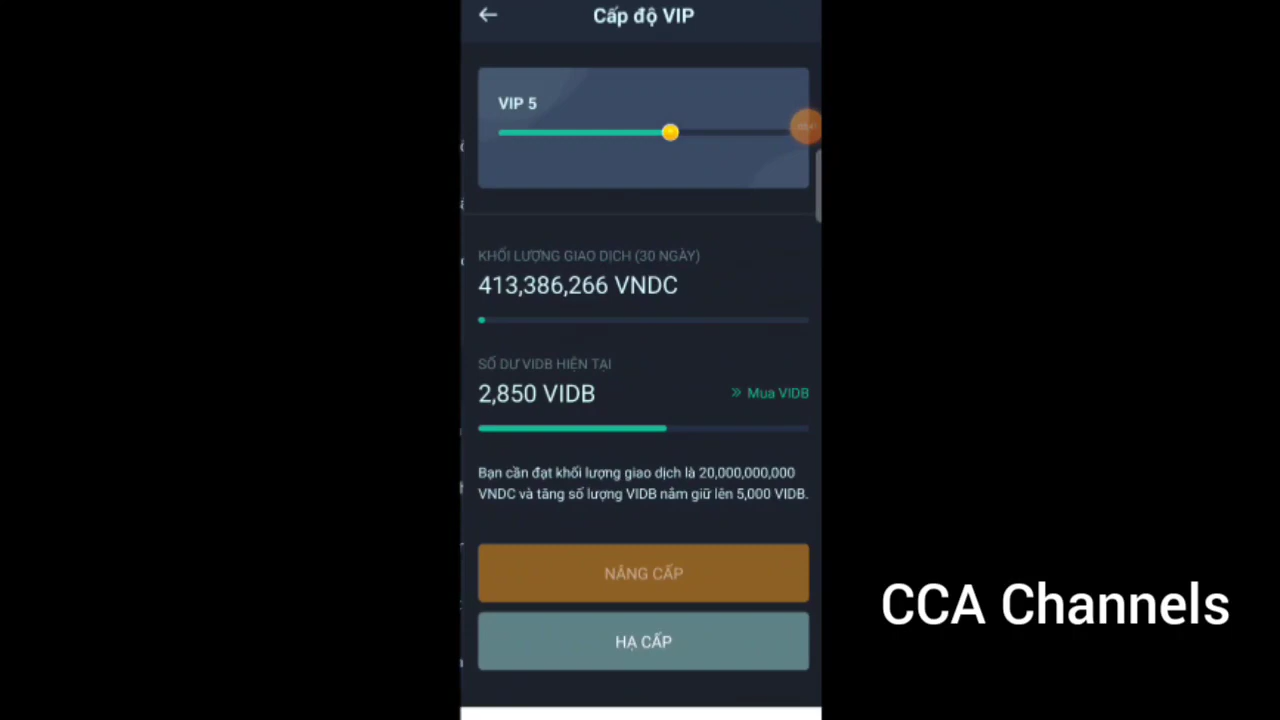 Cấp độ VIP
VIP 5
KHỐI LƯỢNG GIAO DỊCH (30 NGÀY)
413,386,266 VNDC
SỐ DƯ VIDB HIỆN TẠI
2,850 VIDB
Mua VIDB
Bạn cần đạt khối lượng giao dịch là 20,000,000,000
VNDC và tăng số lượng VIDB nắm giữ lên 5,000 VIDB.
NÂNG CẤP
HẠ CẤP
CCA Channels